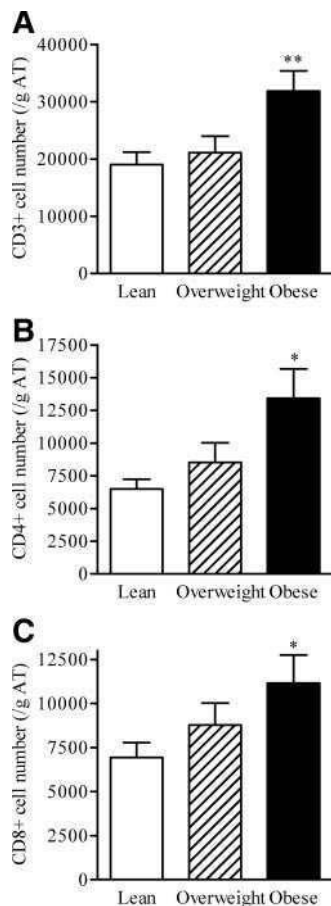 A
CD3+ cell number (/g AT)
40000
30000
20000
10000
0
**
Lean Overweight Obese
B
CD4+ cell number (/g AT)
17500
15000
12500
10000
7500
5000
2500
0
*
Lean Overweight Obese
C
CD8+ cell number (/g AT)
12500
10000
7500
5000
2500
0
*
Lean Overweight Obese